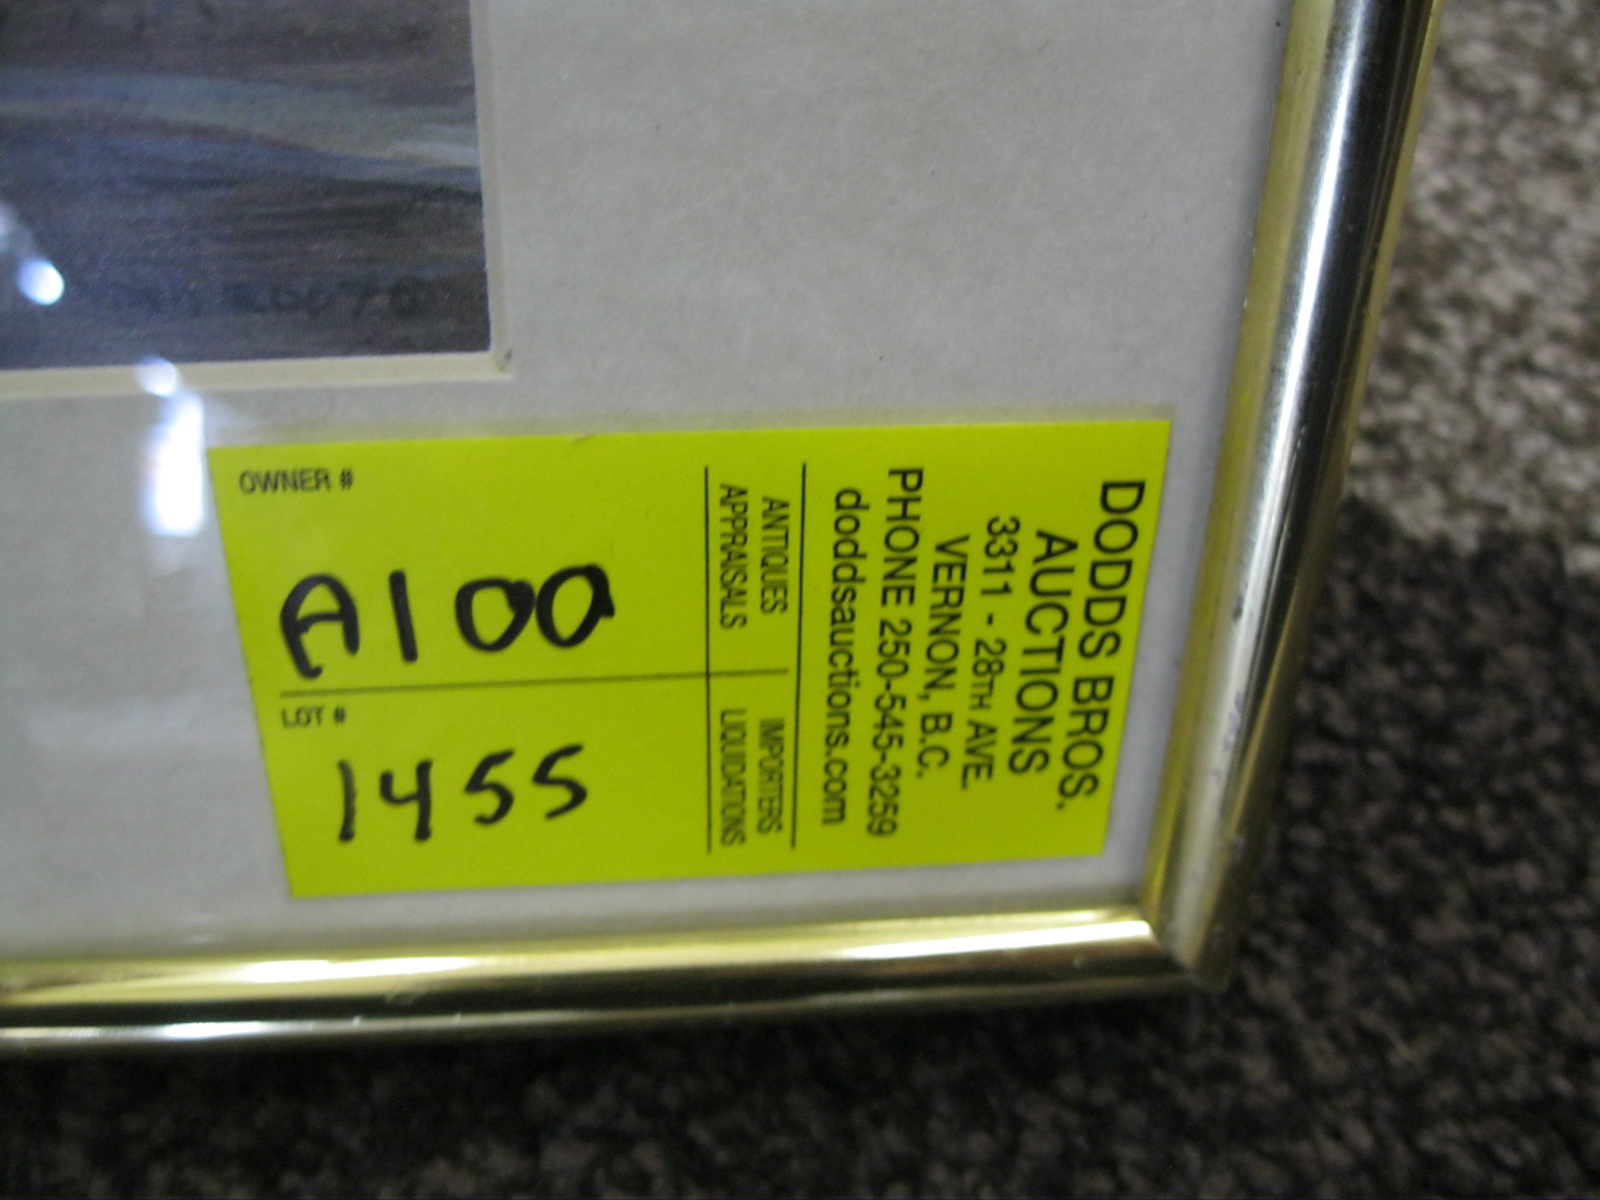 DODDS BROS.
AUCTIONS
3311 - 28TH AVE.
VERNON, B.C.
PHONE 250-545-3259
doddsauctions.com
ANTIQUES IMPORTERS
APPRAISALS LIQUIDATIONS
OWNER #
A100
LOT #
1455